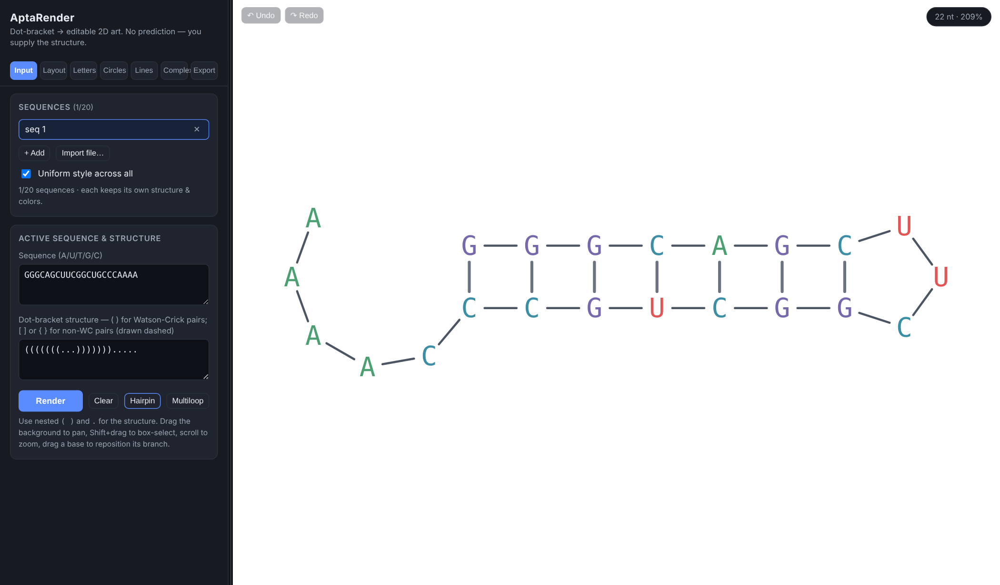 AptaRender
Dot-bracket → editable 2D art. No prediction — you
supply the structure.
Input Layout Letters Circles Lines Complex Export
SEQUENCES (1/20)
seq 1 ✕
+ Add Import file…
Uniform style across all
1/20 sequences · each keeps its own structure &
colors.
ACTIVE SEQUENCE & STRUCTURE
Sequence (A/U/T/G/C)
GGGCAGCUUCGGCUGCCCAAAA
Dot-bracket structure — ( ) for Watson-Crick pairs;
[ ] or { } for non-WC pairs (drawn dashed)
(((((((...))))))).....
Render Clear Hairpin Multiloop
Use nested ( ) and . for the structure. Drag the
background to pan, Shift+drag to box-select, scroll to
zoom, drag a base to reposition its branch.
↶ Undo ↷ Redo
22 nt · 209%
A
U
G G G C A G C
A
U
C C G U C G G
A
C
C
A